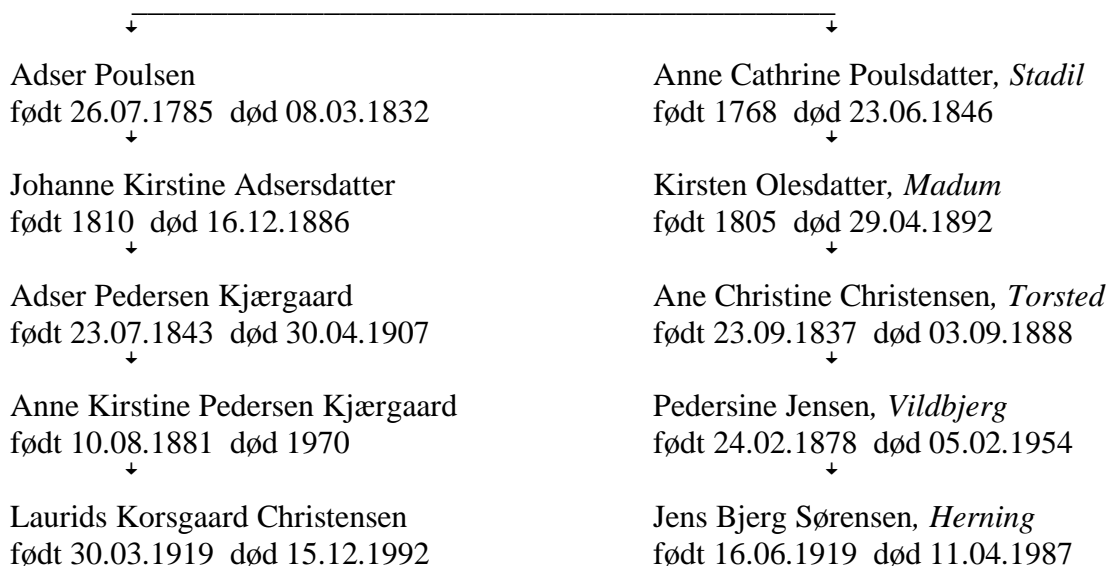 Adser Poulsen
født 26.07.1785 død 08.03.1832
Johanne Kirstine Adsersdatter
født 1810 død 16.12.1886
Adser Pedersen Kjærgaard
født 23.07.1843 død 30.04.1907
Anne Kirstine Pedersen Kjærgaard
født 10.08.1881 død 1970
Laurids Korsgaard Christensen
født 30.03.1919 død 15.12.1992
Anne Cathrine Poulsdatter, Stadil
født 1768 død 23.06.1846
Kirsten Olesdatter, Madum
født 1805 død 29.04.1892
Ane Christine Christensen, Torsted
født 23.09.1837 død 03.09.1888
Pedersine Jensen, Vildbjerg
født 24.02.1878 død 05.02.1954
Jens Bjerg Sørensen, Herning
født 16.06.1919 død 11.04.1987